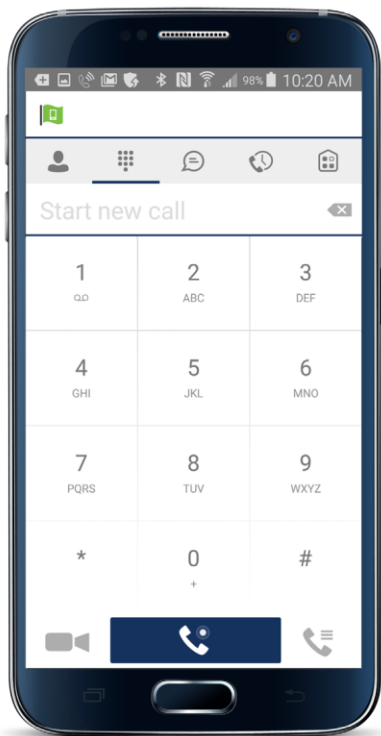 98% 10:20 AM
Start new call
1 2 3
ABC DEF
4 5 6
GHI JKL MNO
7 8 9
PQRS TUV WXYZ
* 0 #
+